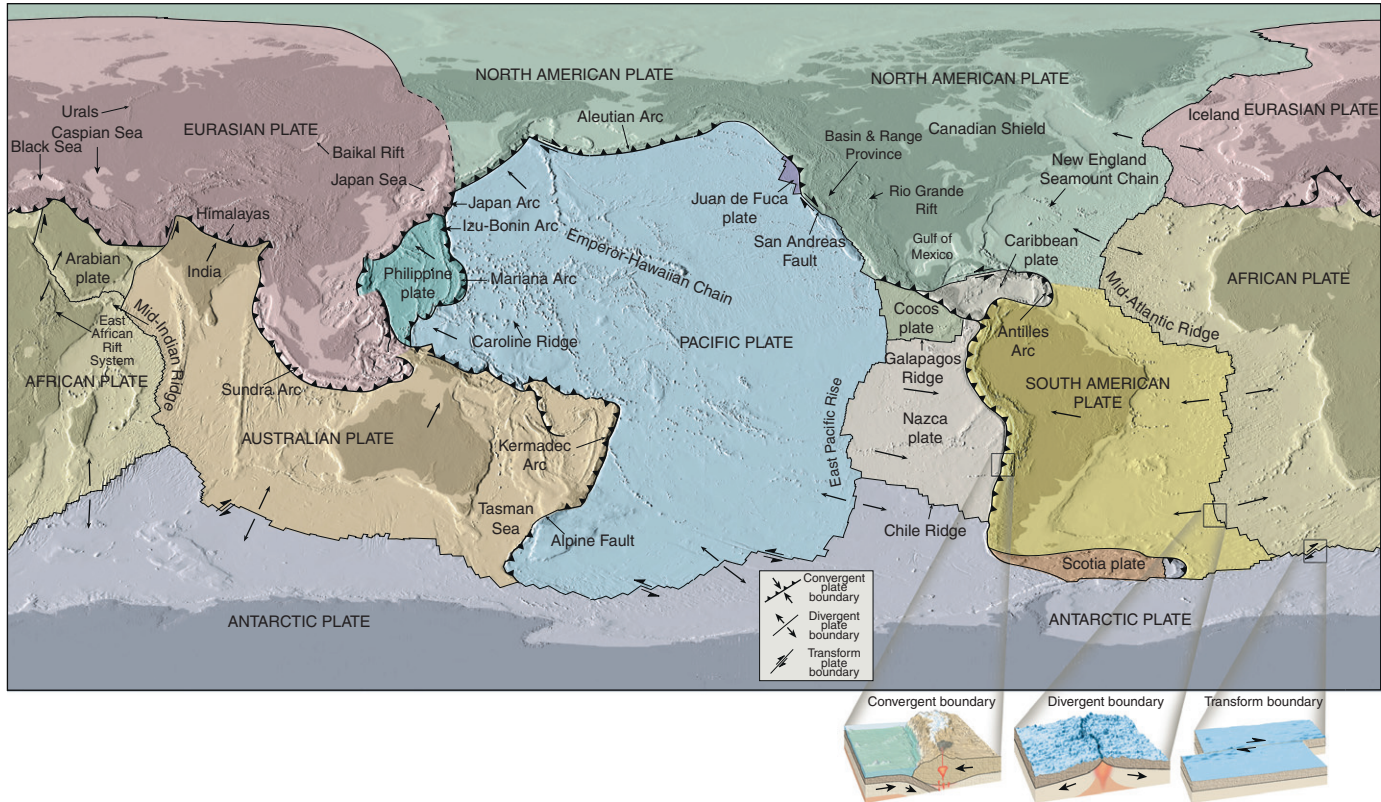 NORTH AMERICAN PLATE
NORTH AMERICAN PLATE
Urals
Caspian Sea
Black Sea
EURASIAN PLATE
Baikal Rift
Japan Sea
Aleutian Arc
Basin & Range
Province
Canadian Shield
Iceland
EURASIAN PLATE
New England
Seamount Chain
Rio Grande
Rift
Juan de Fuca
plate
San Andreas
Fault
Gulf of
Mexico
Caribbean
plate
Himalayas
Japan Arc
Izu-Bonin Arc
Arabian
plate
India
Philippine
plate
Mariana Arc
Emperor-Hawaiian Chain
Mid-Indian Ridge
East
African
Rift
System
AFRICAN PLATE
Caroline Ridge
PACIFIC PLATE
Cocos
plate
Antilles
Arc
Mid-Atlantic Ridge
AFRICAN PLATE
Galapagos
Ridge
Sundra Arc
SOUTH AMERICAN
PLATE
East Pacific Rise
Nazca
plate
AUSTRALIAN PLATE
Kermadec
Arc
Tasman
Sea
Alpine Fault
Chile Ridge
Scotia plate
ANTARCTIC PLATE
ANTARCTIC PLATE
Convergent
plate
boundary
Divergent
plate
boundary
Transform
plate
boundary
Convergent boundary
Divergent boundary
Transform boundary